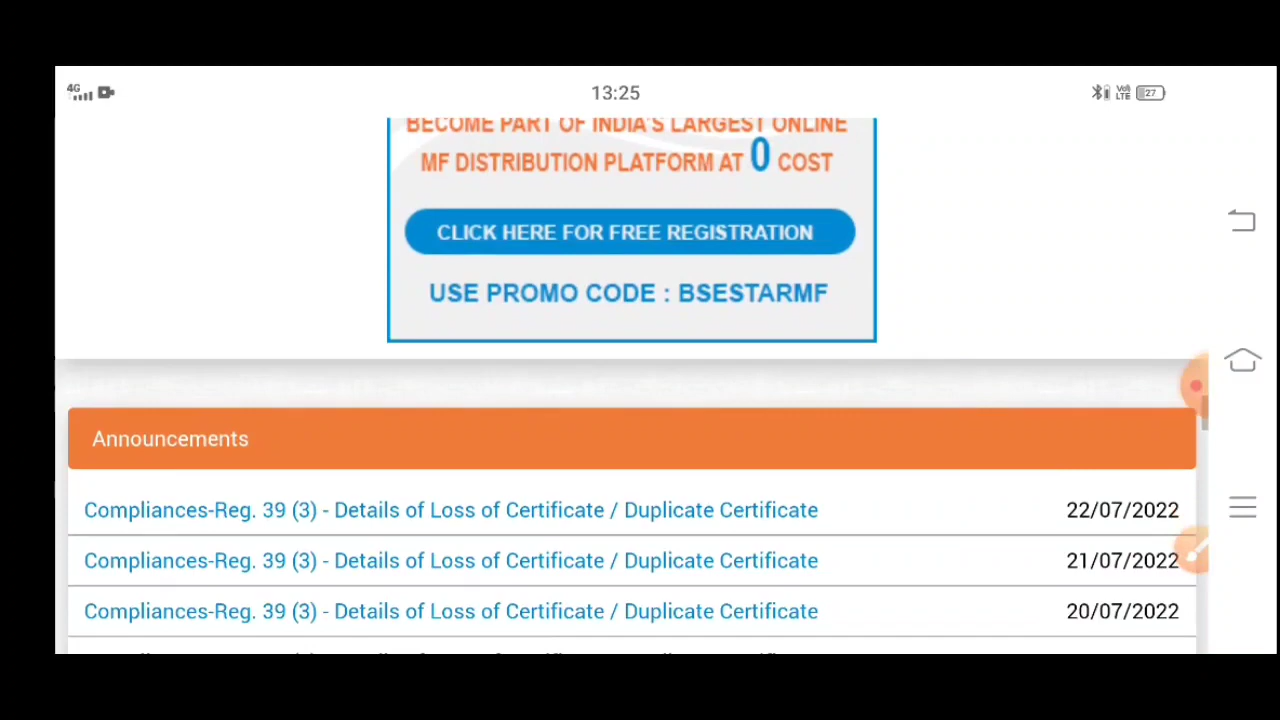 4G
13:25
Vo)
LTE
27
BECOME PART OF INDIA'S LARGEST ONLINE
MF DISTRIBUTION PLATFORM AT 0 COST
CLICK HERE FOR FREE REGISTRATION
USE PROMO CODE : BSESTARMF
Announcements
Compliances-Reg. 39 (3) - Details of Loss of Certificate / Duplicate Certificate 22/07/2022
Compliances-Reg. 39 (3) - Details of Loss of Certificate / Duplicate Certificate 21/07/2022
Compliances-Reg. 39 (3) - Details of Loss of Certificate / Duplicate Certificate 20/07/2022